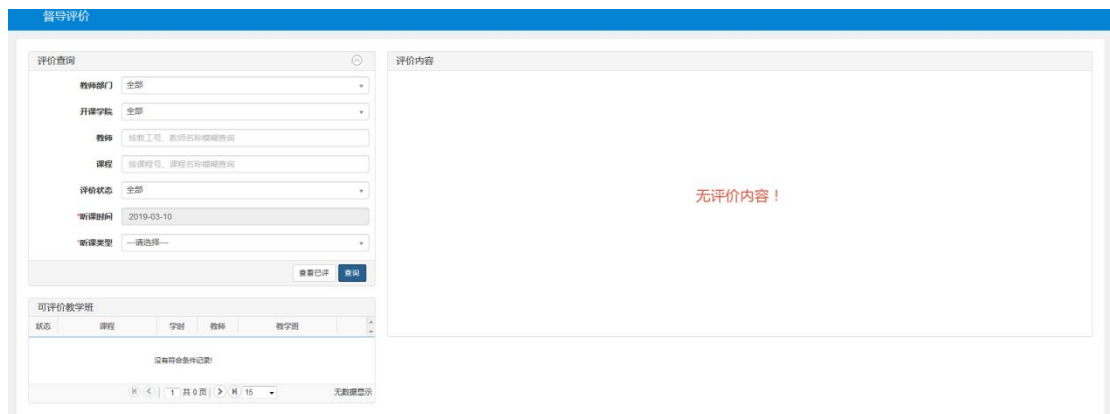 督导评价
评价查询
教师部门 全部
开课学院 全部
教师 按教工号、教师名称模糊查询
课程 按课程号、课程名称模糊查询
评价状态 全部
*听课时间 2019-03-10
*听课类型 ---请选择---
查看已评 查询
可评价教学班
状态 课程 学时 教师 教学班
没有符合条件记录!
1 共 0 页 15 无数据显示
评价内容
无评价内容！